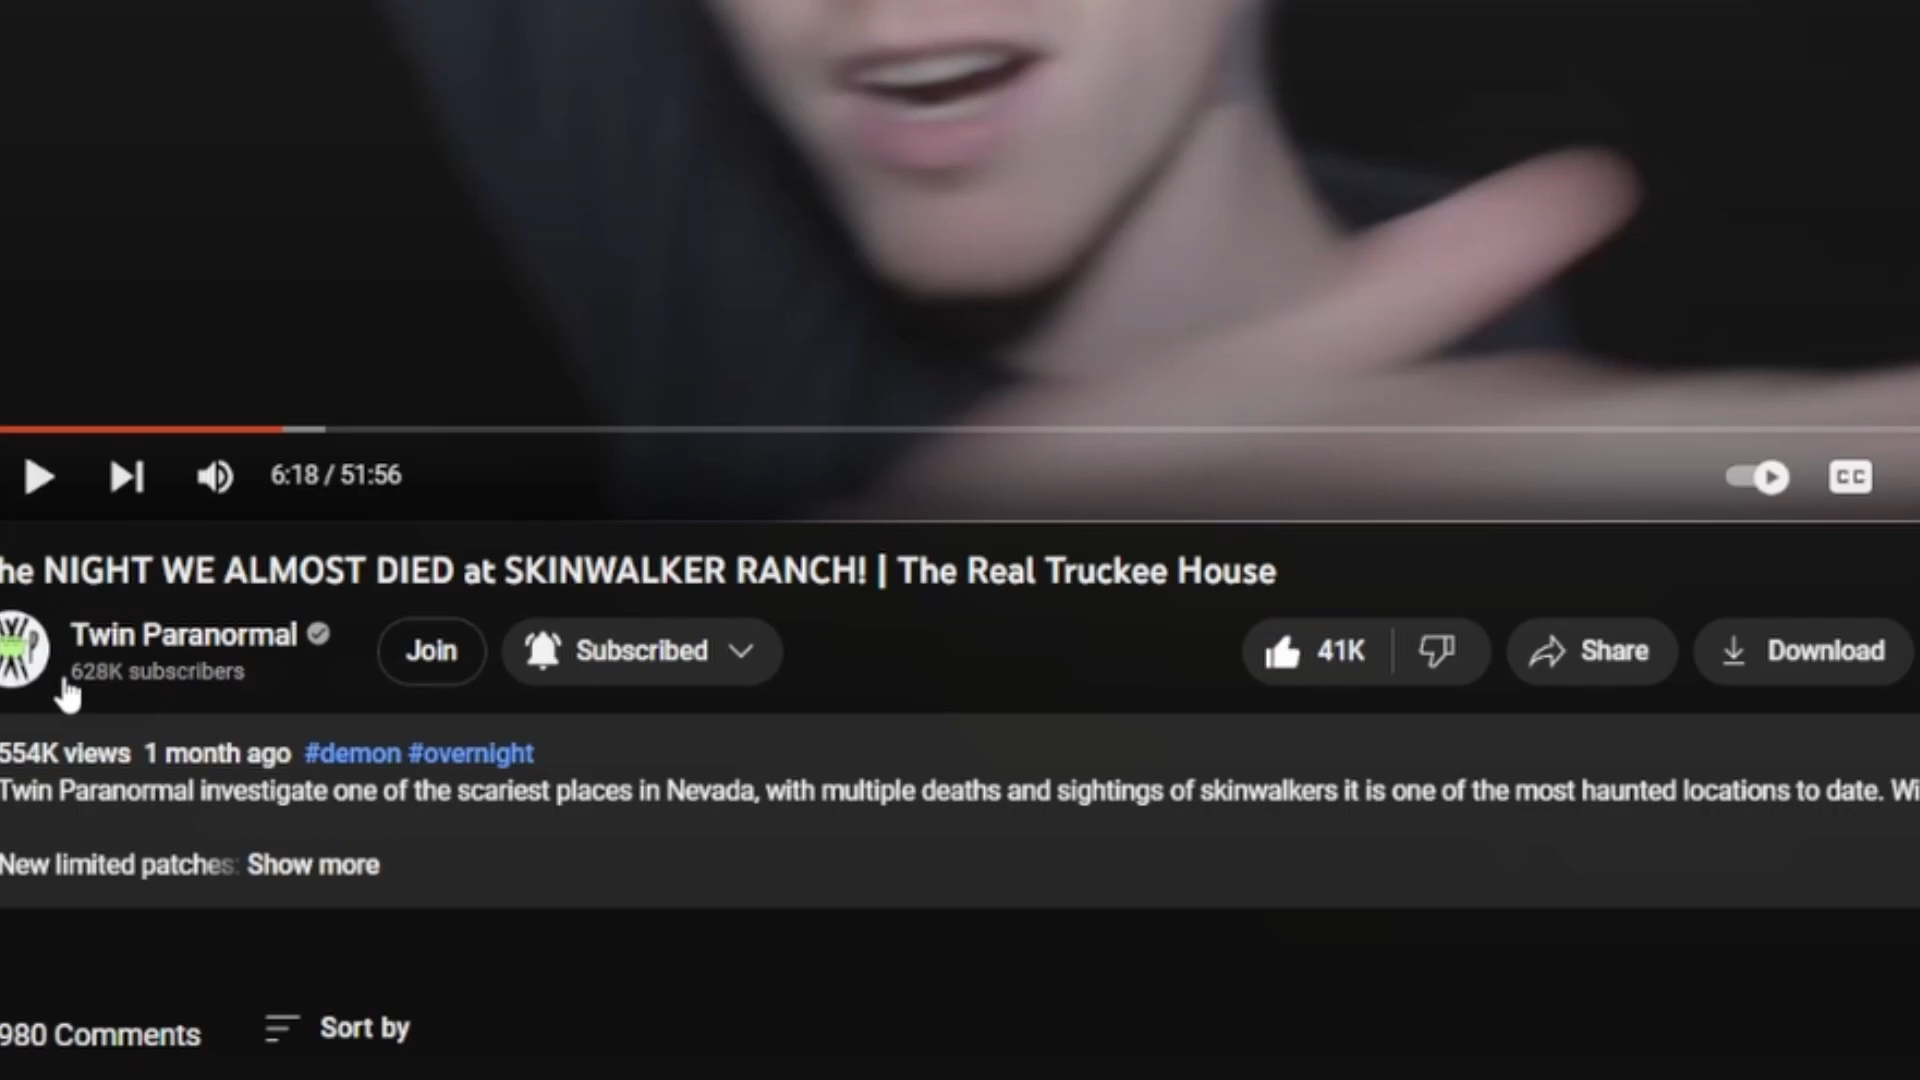 6:18 / 51:56
CC
he NIGHT WE ALMOST DIED at SKINWALKER RANCH! | The Real Truckee House
Twin Paranormal
628K subscribers
Join
Subscribed
41K
Share
Download
554K views 1 month ago #demon #overnight
Twin Paranormal investigate one of the scariest places in Nevada, with multiple deaths and sightings of skinwalkers it is one of the most haunted locations to date. Wi
New limited patches: Show more
980 Comments
Sort by